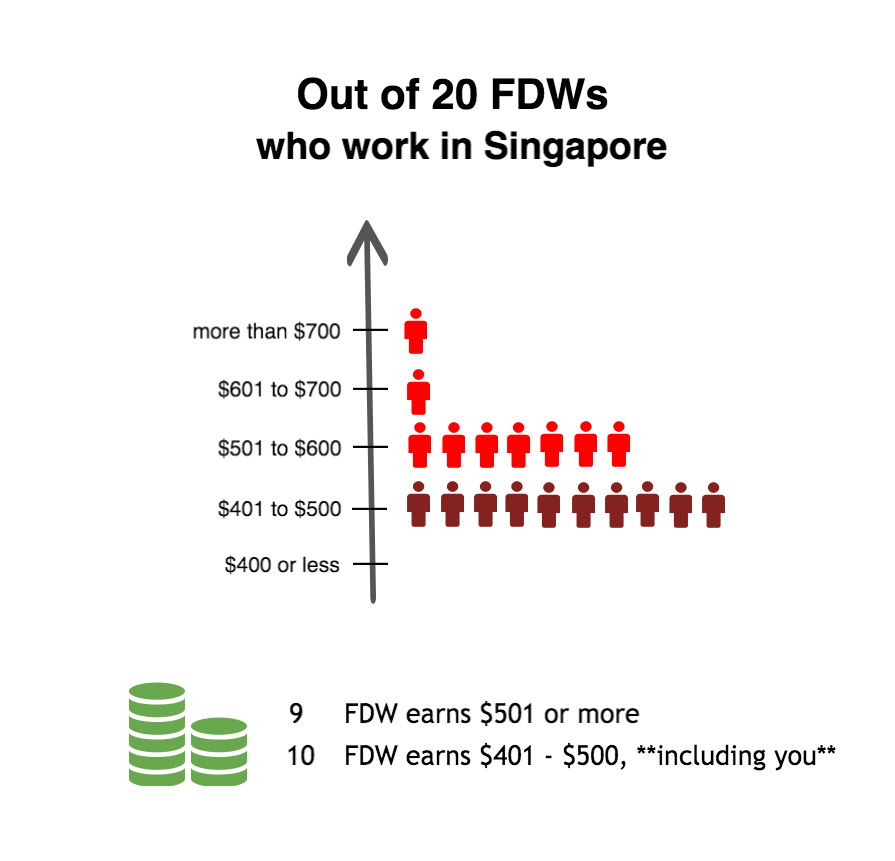 Out of 20 FDWs
who work in Singapore
more than $700
$601 to $700
$501 to $600
$401 to $500
$400 or less
9 FDW earns $501 or more
10 FDW earns $401 - $500, **including you**